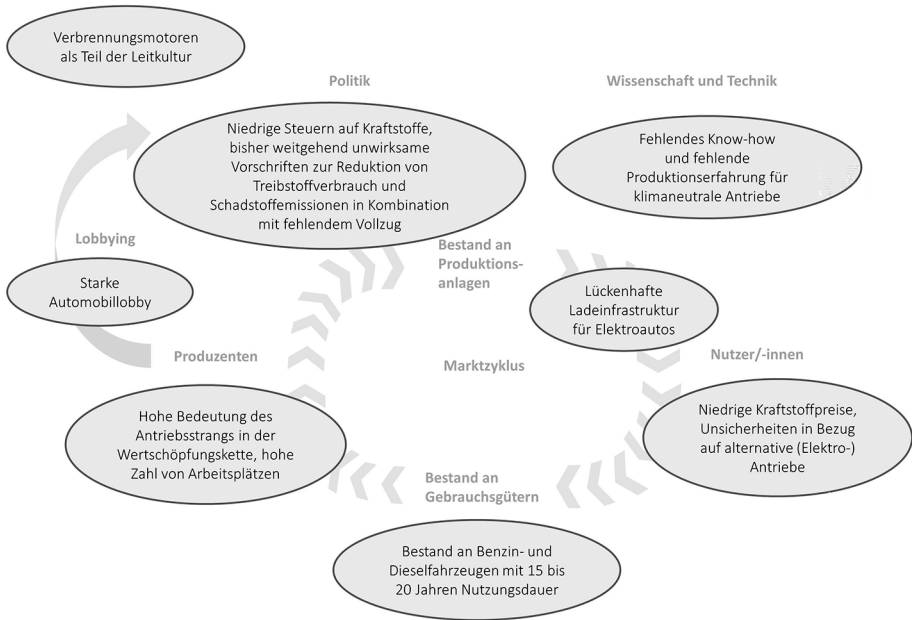 Verbrennungsmotoren
als Teil der Leitkultur
Politik
Wissenschaft und Technik
Niedrige Steuern auf Kraftstoffe,
bisher weitgehend unwirksame
Vorschriften zur Reduktion von
Treibstoffverbrauch und
Schadstoffemissionen in Kombination
mit fehlendem Vollzug
Fehlendes Know-how
und fehlende
Produktionserfahrung für
klimaneutrale Antriebe
Lobbying
Bestand an
Produktions-
anlagen
Starke
Automobillobby
Lückenhafte
Ladeinfrastruktur
für Elektroautos
Produzenten
Marktzyklus
Nutzer/-innen
Hohe Bedeutung des
Antriebsstrangs in der
Wertschöpfungskette, hohe
Zahl von Arbeitsplätzen
Niedrige Kraftstoffpreise,
Unsicherheiten in Bezug
auf alternative (Elektro-)
Antriebe
Bestand an
Gebrauchsgütern
Bestand an Benzin- und
Dieselfahrzeugen mit 15 bis
20 Jahren Nutzungsdauer